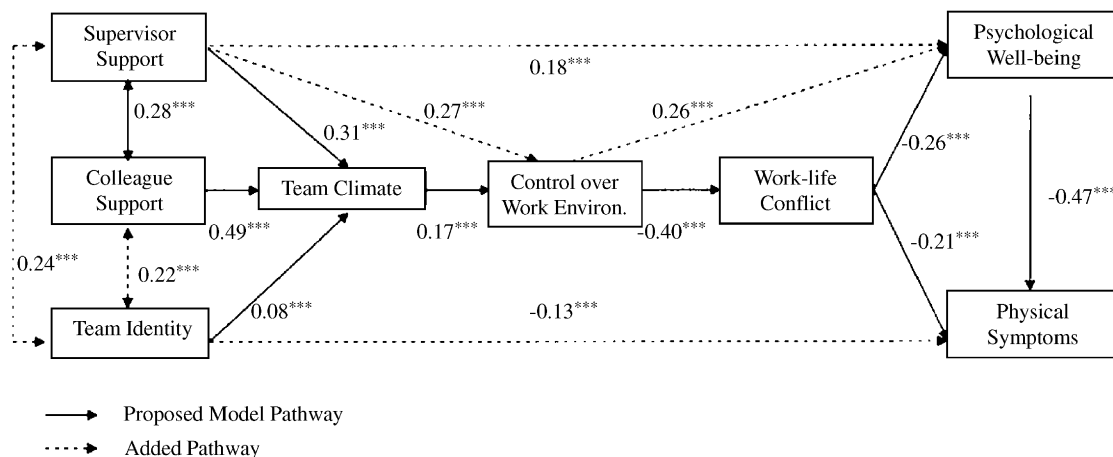 Supervisor
Support
Psychological
Well-being
0.18***
0.28***
0.27***
0.26***
0.31***
-0.26***
Colleague
Support
Team Climate
Control over
Work Environ.
Work-life
Conflict
-0.47***
0.49***
0.17***
-0.40***
-0.21***
0.24***
0.22***
0.08***
-0.13***
Team Identity
Physical
Symptoms
Proposed Model Pathway
Added Pathway